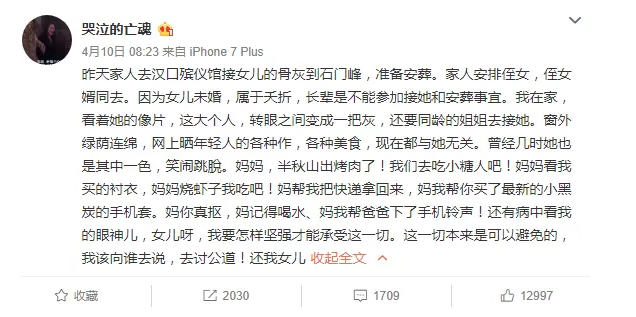 哭泣的亡魂
4月10日 08:23 来自 iPhone 7 Plus
昨天家人去汉口殡仪馆接女儿的骨灰到石门峰，准备安葬。家人安排侄女，侄女
婿同去。因为女儿未婚，属于夭折，长辈是不能参加接她和安葬事宜。我在家，
看着她的像片，这大个人，转眼之间变成一把灰，还要同龄的姐姐去接她。窗外
绿荫连绵，网上晒年轻人的各种作，各种美食，现在都与她无关。曾经几时她也
是其中一色，笑闹跳脫。妈妈，半秋山出烤肉了！我们去吃小糖人吧！妈妈看我
买的衬衣，妈妈烧虾子我吃吧！妈帮我把快递拿回来，妈我帮你买了最新的小黑
炭的手机套。妈你真抠，妈记得喝水、妈我帮爸爸下了手机铃声！还有病中看我
的眼神儿，女儿呀，我要怎样坚强才能承受这一切。这一切本来是可以避免的，
我该向谁去说，去讨公道！还我女儿 收起全文
收藏 2030 1709 12997